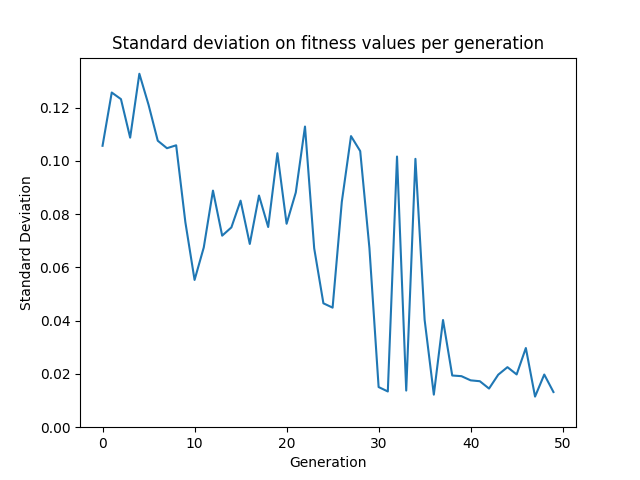 Standard deviation on fitness values per generation
Standard Deviation
0.12
0.10
0.08
0.06
0.04
0.02
0.00
0 10 20 30 40 50
Generation